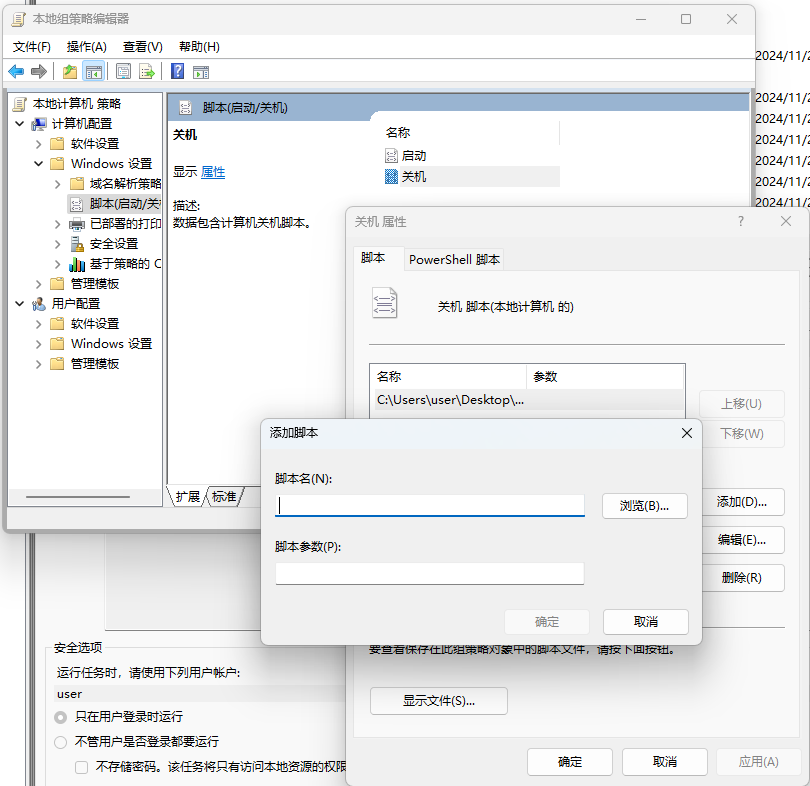 本地组策略编辑器
文件(F) 操作(A) 查看(V) 帮助(H)
本地计算机 策略
计算机配置
软件设置
Windows 设置
域名解析策略
脚本(启动/关
已部署的打印
安全设置
基于策略的
管理模板
用户配置
软件设置
Windows 设置
管理模板
脚本(启动/关机)
关机
显示 属性
描述:
数据包含计算机关机脚本。
名称
启动
关机
扩展 标准
2024/11/2
2024/11/2
2024/11/2
2024/11/2
2024/11/2
2024/11/2
2024/11/2
关机 属性
脚本 PowerShell 脚本
关机 脚本(本地计算机 的)
名称 参数
C:\Users\user\Desktop\...
上移(U)
下移(W)
添加(D)...
编辑(E)...
删除(R)
添加脚本
脚本名(N):
浏览(B)...
脚本参数(P):
确定 取消
要查看保存在此组策略对象中的脚本文件，请按下面按钮。
显示文件(S)...
确定 取消 应用(A)
安全选项
运行任务时，请使用下列用户帐户:
user
只在用户登录时运行
不管用户是否登录都要运行
不存储密码。该任务将只有访问本地资源的权限